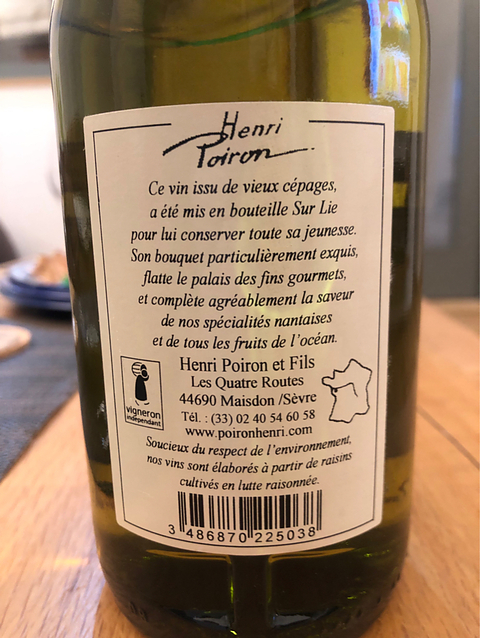 Henri
Poiron
Ce vin issu de vieux cépages,
a été mis en bouteille Sur Lie
pour lui conserver toute sa jeunesse.
Son bouquet particulièrement exquis,
flatte le palais des fins gourmets,
et complète agréablement la saveur
de nos spécialités nantaises
et de tous les fruits de l'océan.
Henri Poiron et Fils
Les Quatre Routes
44690 Maisdon /Sèvre
Tél. : (33) 02 40 54 60 58
www.poironhenri.com
vigneron
indépendant
Soucieux du respect de l'environnement,
nos vins sont élaborés à partir de raisins
cultivés en lutte raisonnée.
3 486870 225038